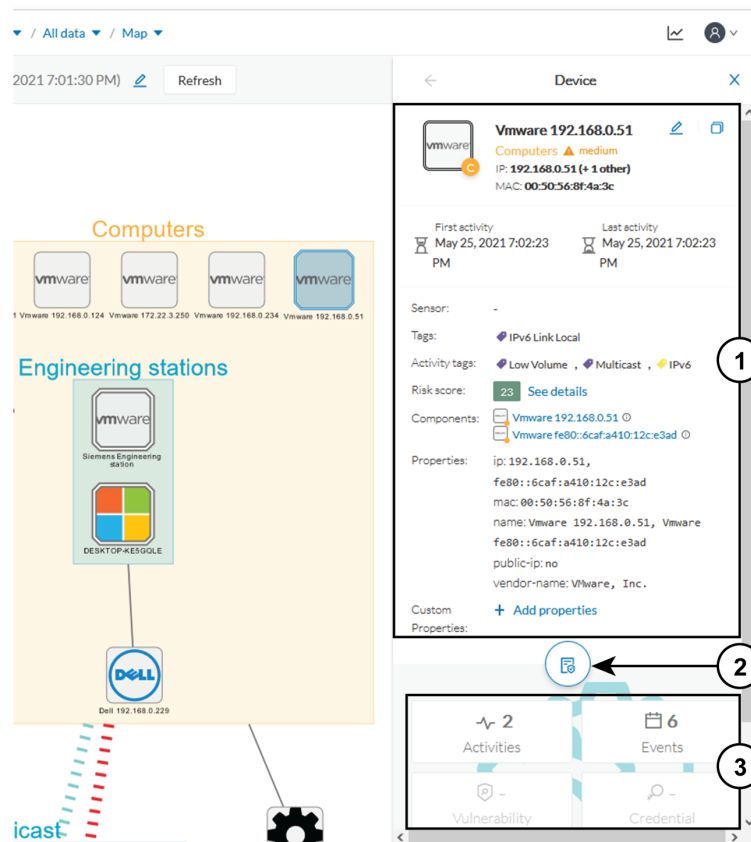 / All data / Map
2021 7:01:30 PM) Refresh
Device
vmware
C
Vmware 192.168.0.51
Computers medium
IP: 192.168.0.51 (+ 1 other)
MAC: 00:50:56:8f:4a:3c
First activity
May 25, 2021 7:02:23
PM
Last activity
May 25, 2021 7:02:23
PM
Sensor: -
Tags: IPv6 Link Local
Activity tags: Low Volume , Multicast , IPv6
Risk score: 23 See details
Components: Vmware 192.168.0.51
Vmware fe80::6caf:a410:12c:e3ad
Properties: ip: 192.168.0.51,
fe80::6caf:a410:12c:e3ad
mac: 00:50:56:8f:4a:3c
name: Vmware 192.168.0.51, Vmware
fe80::6caf:a410:12c:e3ad
public-ip: no
vendor-name: VMware, Inc.
Custom
Properties:
+ Add properties
1
2
2
Activities
6
Events
3
-
Vulnerability
-
Credential
Computers
vmware vmware vmware vmware
1 Vmware 192.168.0.124 Vmware 172.22.3.250 Vmware 192.168.0.234 Vmware 192.168.0.51
Engineering stations
vmware
Siemens Engineering
station
DESKTOP-KE5GQLE
DELL
Dell 192.168.0.229
icast